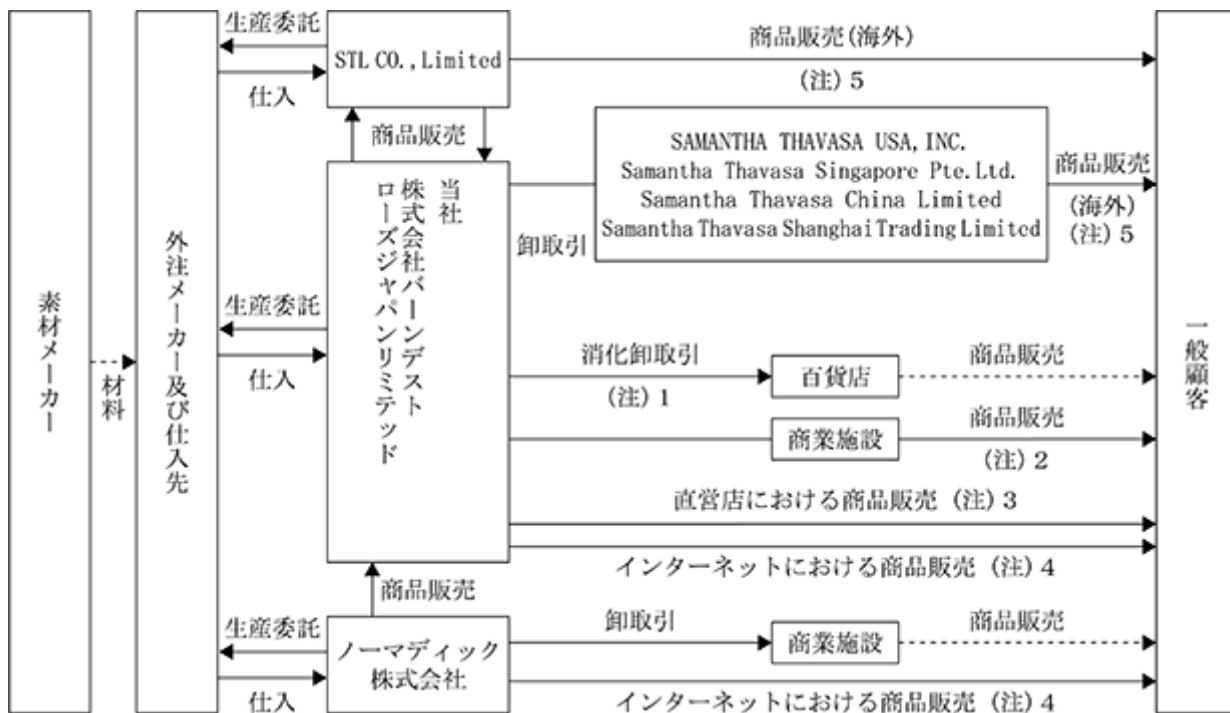 素材メーカー
材料
外注メーカー及び仕入先
生産委託
仕入
STL CO.,Limited
商品販売(海外)
(注)5
商品販売
当社
株式会社バーンデスト
ローズジャパンリミテッド
生産委託
仕入
卸取引
SAMANTHA THAVASA USA, INC.
Samantha Thavasa Singapore Pte. Ltd.
Samantha Thavasa China Limited
Samantha Thavasa Shanghai Trading Limited
商品販売
(海外)
(注)5
消化卸取引
(注)1
百貨店
商品販売
商業施設
商品販売
(注)2
直営店における商品販売 (注)3
インターネットにおける商品販売 (注)4
商品販売
生産委託
仕入
ノーマディック
株式会社
卸取引
商業施設
商品販売
インターネットにおける商品販売 (注)4
一般顧客